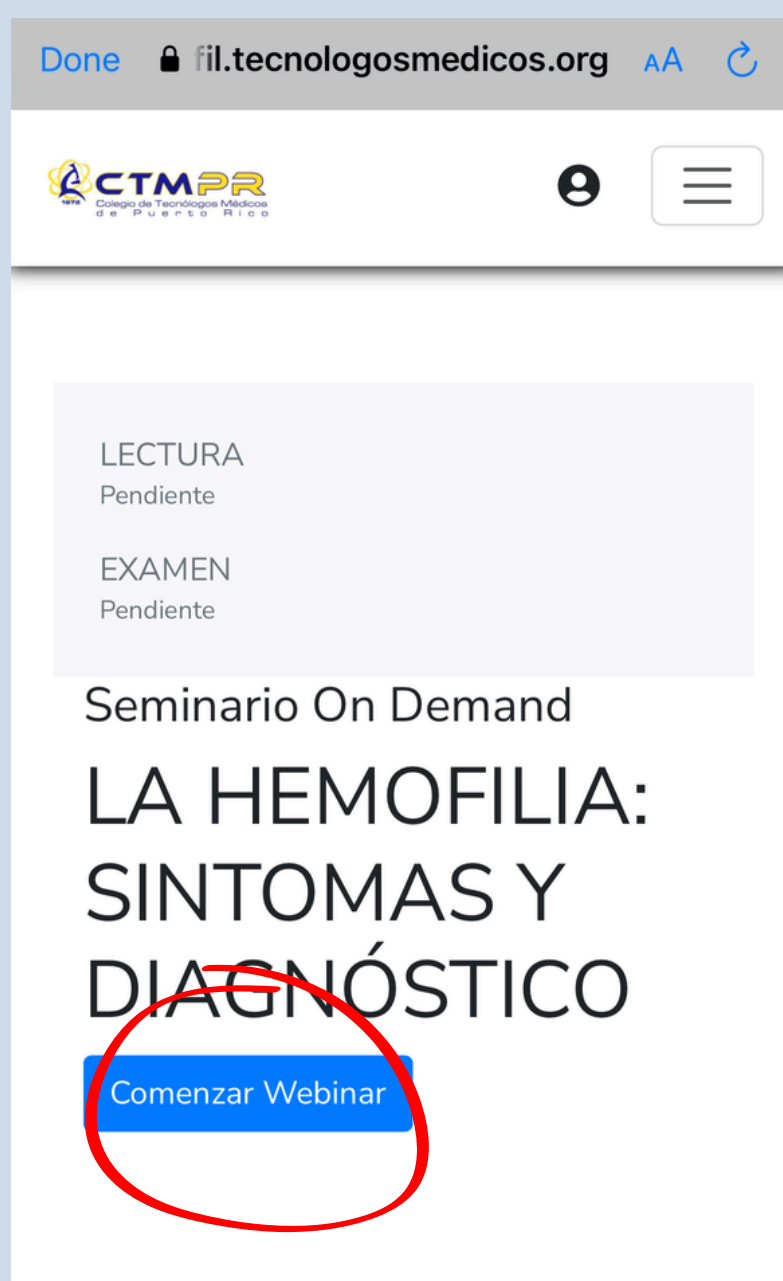 Done fil.tecnologosmedicos.org AA
CTMPR
Colegio de Tecnólogos Médicos
1970 de Puerto Rico
LECTURA
Pendiente
EXAMEN
Pendiente
Seminario On Demand
LA HEMOFILIA:
SINTOMAS Y
DIAGNÓSTICO
Comenzar Webinar